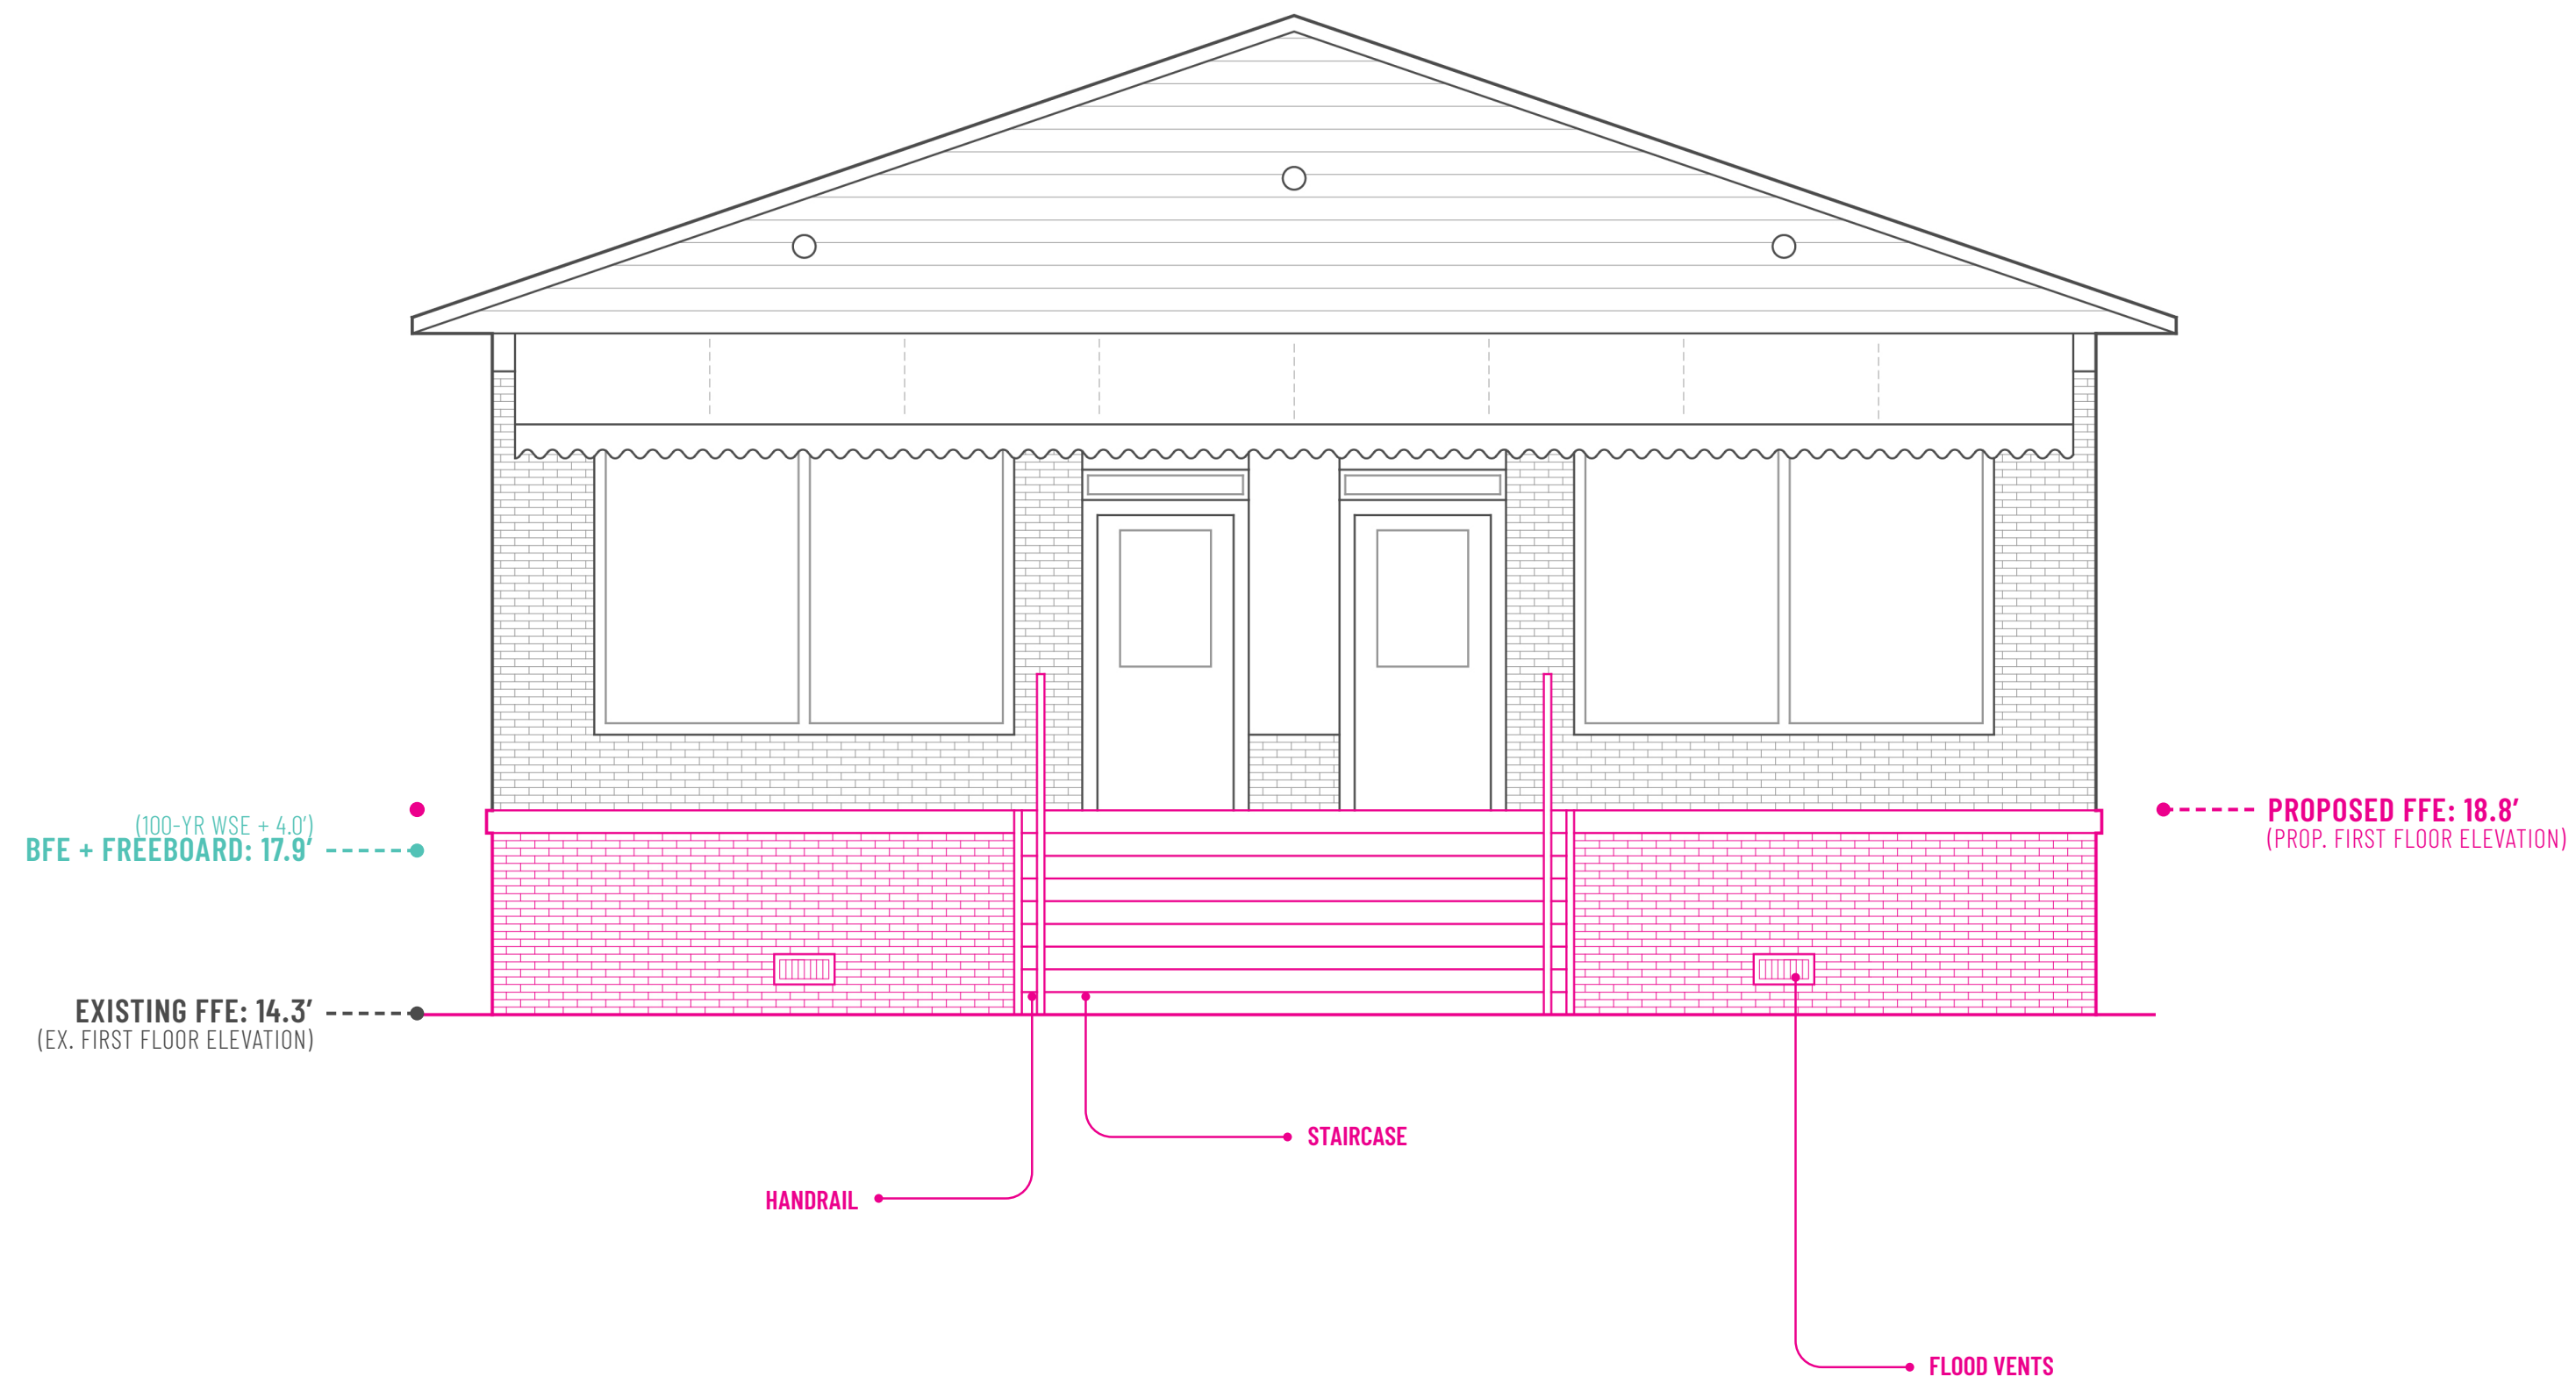 (100-YR WSE + 4.0')
BFE + FREEBOARD: 17.9'
PROPOSED FFE: 18.8'
(PROP. FIRST FLOOR ELEVATION)
EXISTING FFE: 14.3'
(EX. FIRST FLOOR ELEVATION)
STAIRCASE
HANDRAIL
FLOOD VENTS